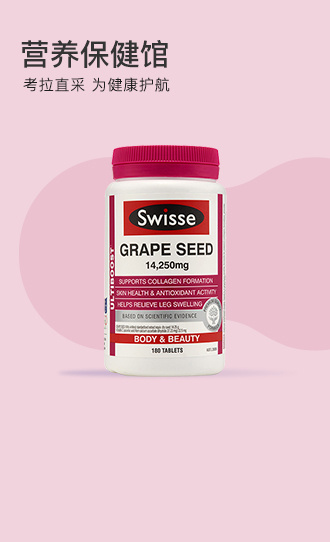 营养保健馆
考拉直采 为健康护航
Swisse
GRAPE SEED
14,250mg
SUPPORTS COLLAGEN FORMATION
SKIN HEALTH & ANTIOXIDANT ACTIVITY
HELPS RELIEVE LEG SWELLING
BASED ON SCIENTIFIC EVIDENCE
BODY & BEAUTY
180 TABLETS